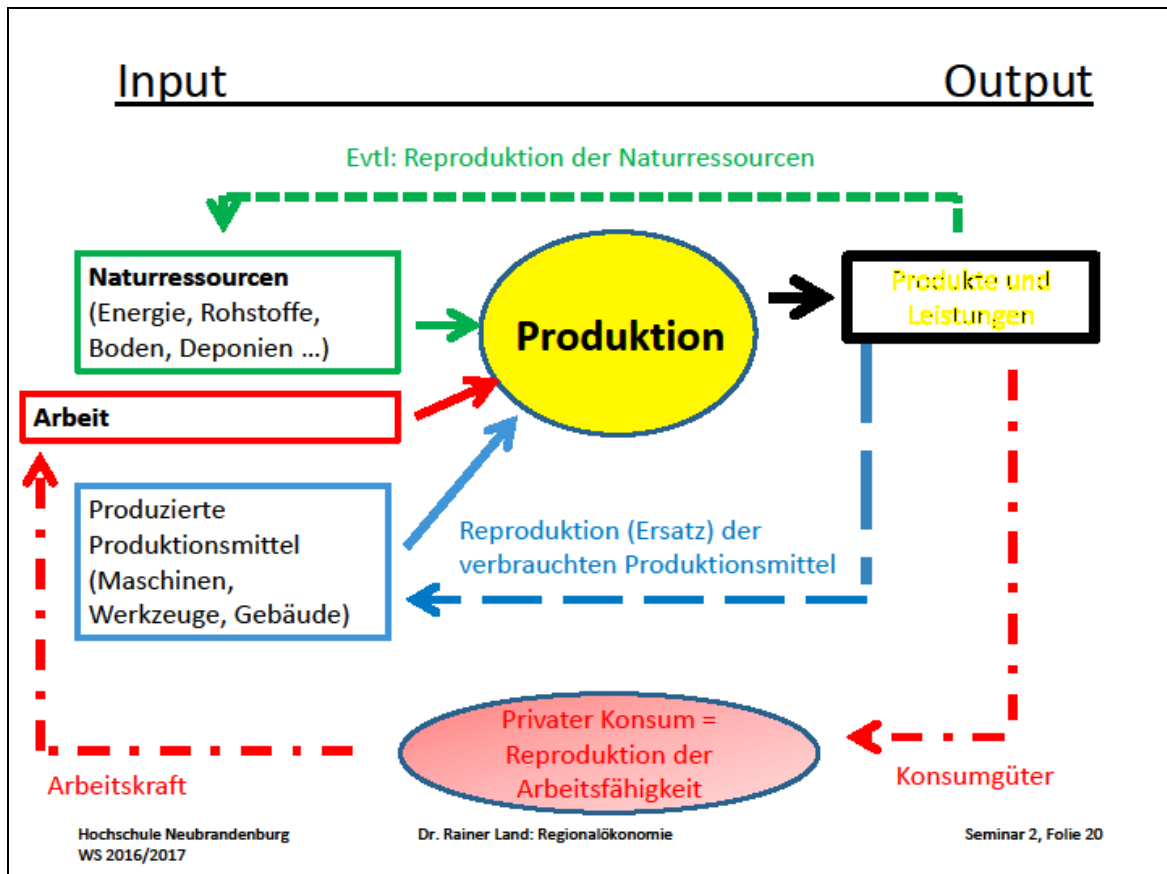 Input
Output
Evtl: Reproduktion der Naturressourcen
Naturressourcen
(Energie, Rohstoffe,
Boden, Deponien ...)
Produktion
Produkte und
Leistungen
Arbeit
Produzierte
Produktionsmittel
(Maschinen,
Werkzeuge, Gebäude)
Reproduktion (Ersatz) der
verbrauchten Produktionsmittel
Privater Konsum =
Reproduktion der
Arbeitsfähigkeit
Arbeitskraft
Konsumgüter
Hochschule Neubrandenburg
WS 2016/2017
Dr. Rainer Land: Regionalökonomie
Seminar 2, Folie 20